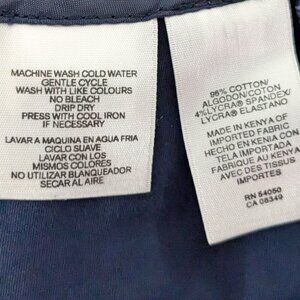 MACHINE WASH COLD WATER
GENTLE CYCLE
WASH WITH LIKE COLOURS
NO BLEACH
DRIP DRY
PRESS WITH COOL IRON
IF NECESSARY
LAVAR A MAQUINA EN AGUA FRIA
CICLO SUAVE
LAVAR CON LOS
MISMOS COLORES
NO UTILIZAR BLANQUEADOR
SECAR AL AIRE
96% COTTON/
ALGODON/COTON
4%LYCRA® SPANDEX/
LYCRA® ELASTANO
MADE IN KENYA OF
IMPORTED FABRIC
HECHO EN KENIA CON
TELA IMPORTADA
FABRIQUE AU KENYA
AVEC DES TISSUS
IMPORTES
RN 54050
CA 08349